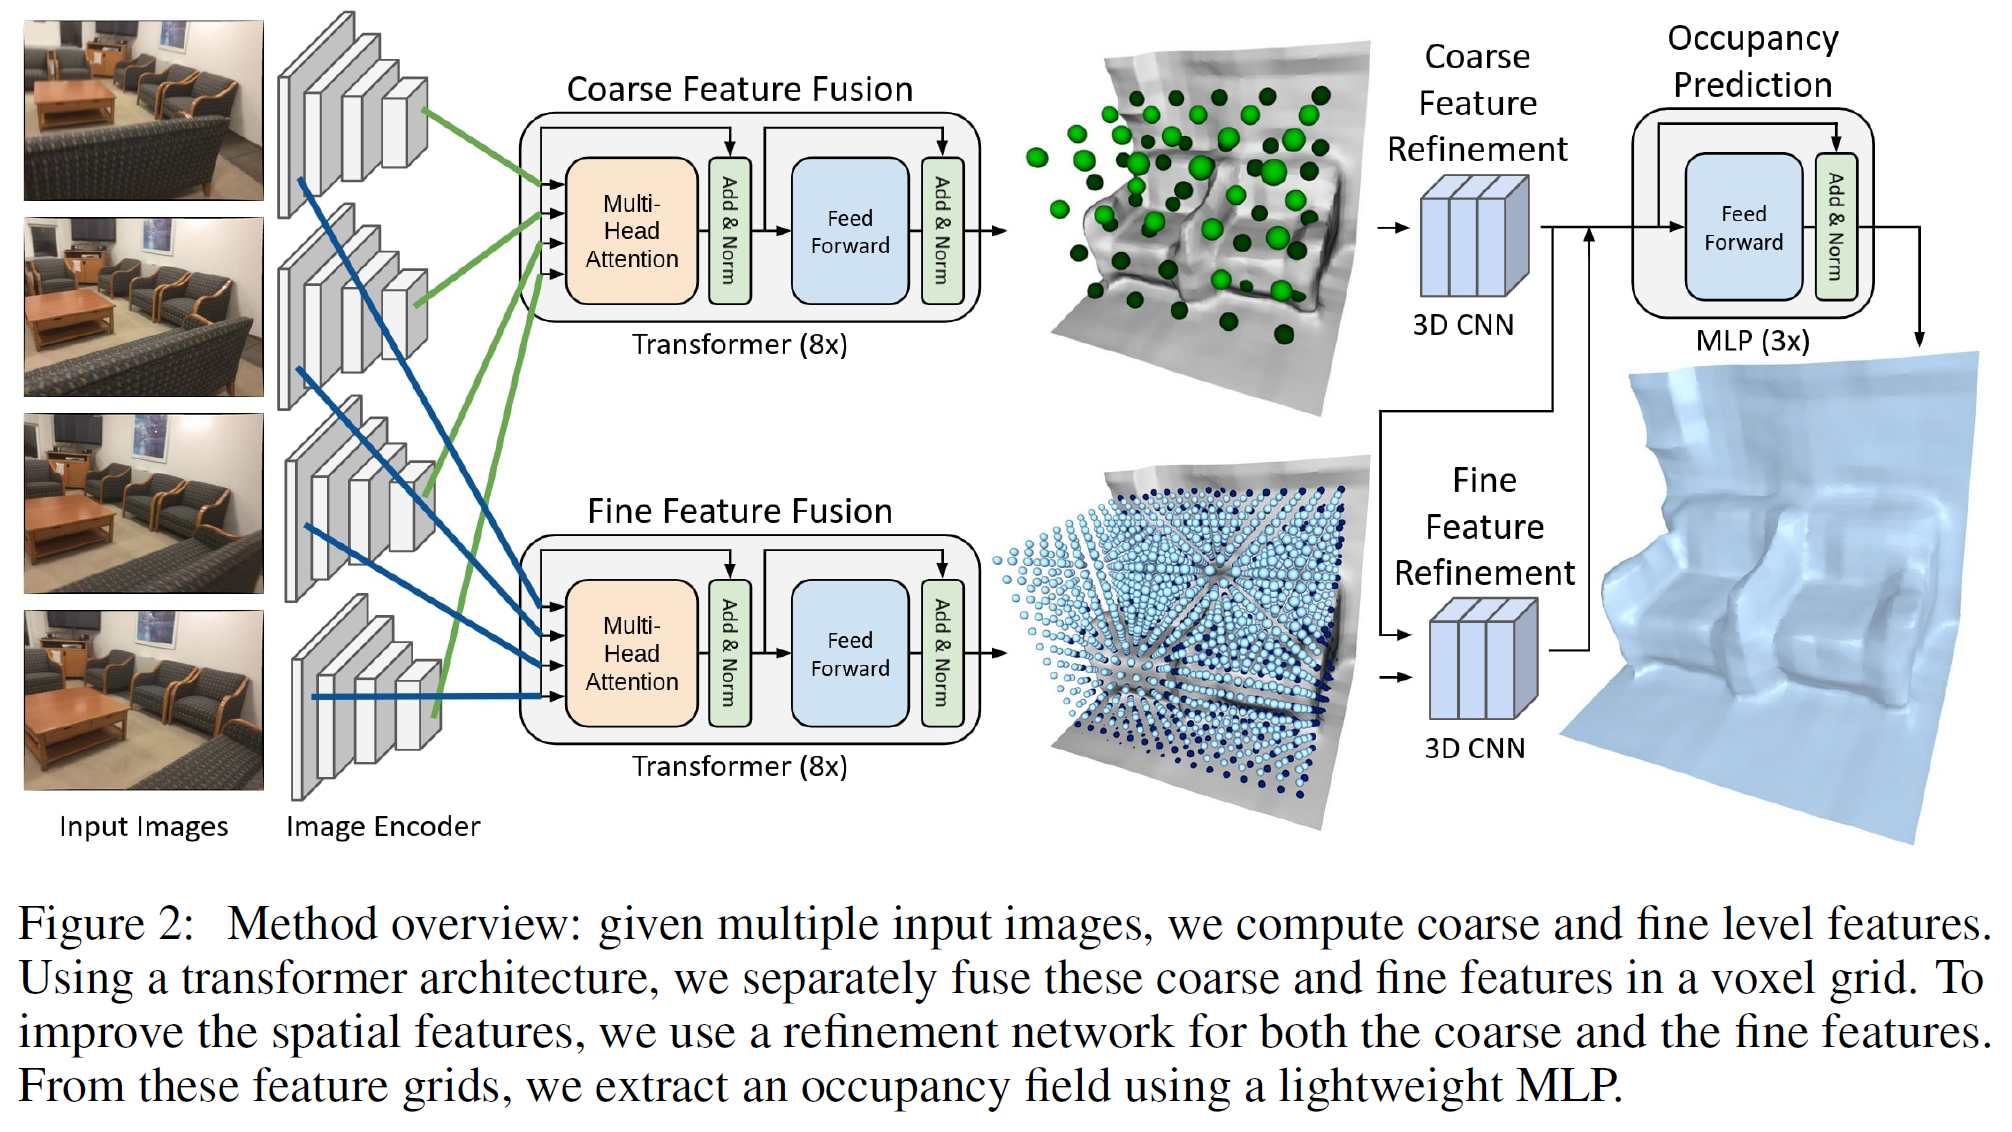 Coarse Feature Fusion
Multi-
Head
Attention
Add & Norm
Feed
Forward
Add & Norm
Transformer (8x)
Coarse
Feature
Refinement
3D CNN
Occupancy
Prediction
Feed
Forward
Add & Norm
MLP (3x)
Fine Feature Fusion
Multi-
Head
Attention
Add & Norm
Feed
Forward
Add & Norm
Transformer (8x)
Fine
Feature
Refinement
3D CNN
Input Images
Image Encoder
Figure 2: Method overview: given multiple input images, we compute coarse and fine level features.
Using a transformer architecture, we separately fuse these coarse and fine features in a voxel grid. To
improve the spatial features, we use a refinement network for both the coarse and the fine features.
From these feature grids, we extract an occupancy field using a lightweight MLP.